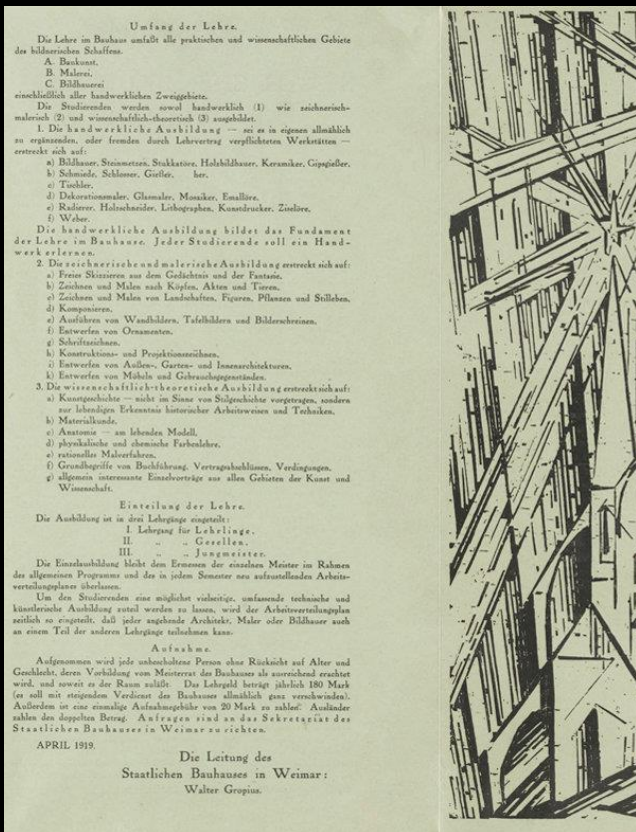 Umfang der Lehre.
Die Lehre im Bauhaus umfaßt alle praktischen und wissenschaftlichen Gebiete
des bildnerischen Schaffens.
A. Baukunst,
B. Malerei,
C. Bildhauerei
einschließlich aller handwerklichen Zweiggebiete.
Die Studierenden werden sowol handwerklich (1) wie zeichnerisch-
malerisch (2) und wissenschaftlich-theoretisch (3) ausgebildet.
1. Die handwerkliche Ausbildung — sei es in eigenen allmählich
zu ergänzenden, oder fremden durch Lehrvertrag verpflichteten Werkstätten —
erstreckt sich auf:
a) Bildhauer, Steinmetzen, Stukkatöre, Holzbildhauer, Keramiker, Gipsgießer,
b) Schmiede, Schlosser, Gießer, her,
c) Tischler,
d) Dekorationsmaler, Glasmaler, Mosaiker, Emallöre,
e) Radierer, Holzschneider, Lithographen, Kunstdrucker, Ziselöre,
f) Weber.
Die handwerkliche Ausbildung bildet das Fundament
der Lehre im Bauhause. Jeder Studierende soll ein Hand-
werk erlernen.
2. Die zeichnerische und malerische Ausbildung erstreckt sich auf:
a) Freies Skizzieren aus dem Gedächtnis und der Fantasie,
b) Zeichnen und Malen nach Köpfen, Akten und Tieren,
c) Zeichnen und Malen von Landschaften, Figuren, Pflanzen und Stilleben,
d) Komponieren,
e) Ausführen von Wandbildern, Tafelbildern und Bilderschreinen,
f) Entwerfen von Ornamenten,
g) Schriftzeichnen,
h) Konstruktions- und Projektionszeichnen,
i) Entwerfen von Außen-, Garten- und Innenarchitekturen,
k) Entwerfen von Möbeln und Gebrauchsgegenständen.
3. Die wissenschaftlich-theoretische Ausbildung erstreckt sich auf:
a) Kunstgeschichte — nicht im Sinne von Stilgeschichte vorgetragen, sondern
zur lebendigen Erkenntnis historischer Arbeitsweisen und Techniken,
b) Materialkunde,
c) Anatomie — am lebenden Modell,
d) physikalische und chemische Farbenlehre,
e) rationelles Malverfahren,
f) Grundbegriffe von Buchführung, Vertragsabschlüssen, Verdingungen,
g) allgemein interessante Einzelvorträge aus allen Gebieten der Kunst und
Wissenschaft.
Einteilung der Lehre.
Die Ausbildung ist in drei Lehrgänge eingeteilt:
I. Lehrgang für Lehrlinge,
II. „ „ Gesellen,
III. „ „ Jungmeister.
Die Einzelausbildung bleibt dem Ermessen der einzelnen Meister im Rahmen
des allgemeinen Programms und des in jedem Semester neu aufzustellenden Arbeits-
verteilungsplanes überlassen.
Um den Studierenden eine möglichst vielseitige, umfassende technische und
künstlerische Ausbildung zuteil werden zu lassen, wird der Arbeitsverteilungsplan
zeitlich so eingeteilt, daß jeder angehende Architekt, Maler oder Bildhauer auch
an einem Teil der anderen Lehrgänge teilnehmen kann.
Aufnahme.
Aufgenommen wird jede unbescholtene Person ohne Rücksicht auf Alter und
Geschlecht, deren Vorbildung vom Meisterrat des Bauhauses als ausreichend erachtet
wird, und soweit es der Raum zuläßt. Das Lehrgeld beträgt jährlich 180 Mark
(es soll mit steigendem Verdienst des Bauhauses allmählich ganz verschwinden).
Außerdem ist eine einmalige Aufnahmegebühr von 20 Mark zu zahlen. Ausländer
zahlen den doppelten Betrag. Anfragen sind an das Sekretariat des
Staatlichen Bauhauses in Weimar zu richten.
APRIL 1919.
Die Leitung des
Staatlichen Bauhauses in Weimar:
Walter Gropius.